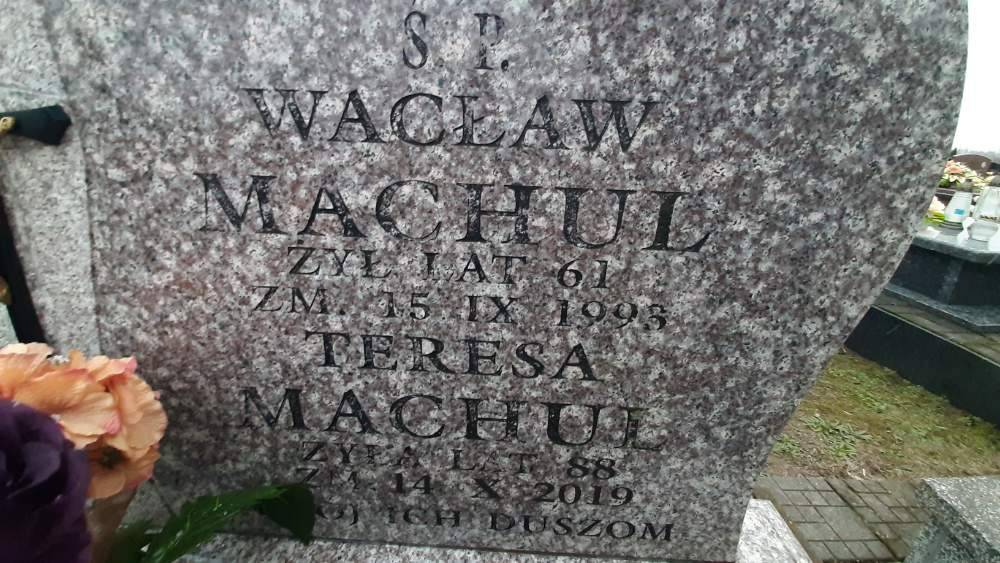 Ś. P.
WACŁAW
MACHUL
ŻYŁ LAT 61
ZM. 15 IX 1993
TERESA
MACHUL
ŻYŁA LAT 88
ZM. 14 X 2019
ICH DUSZOM